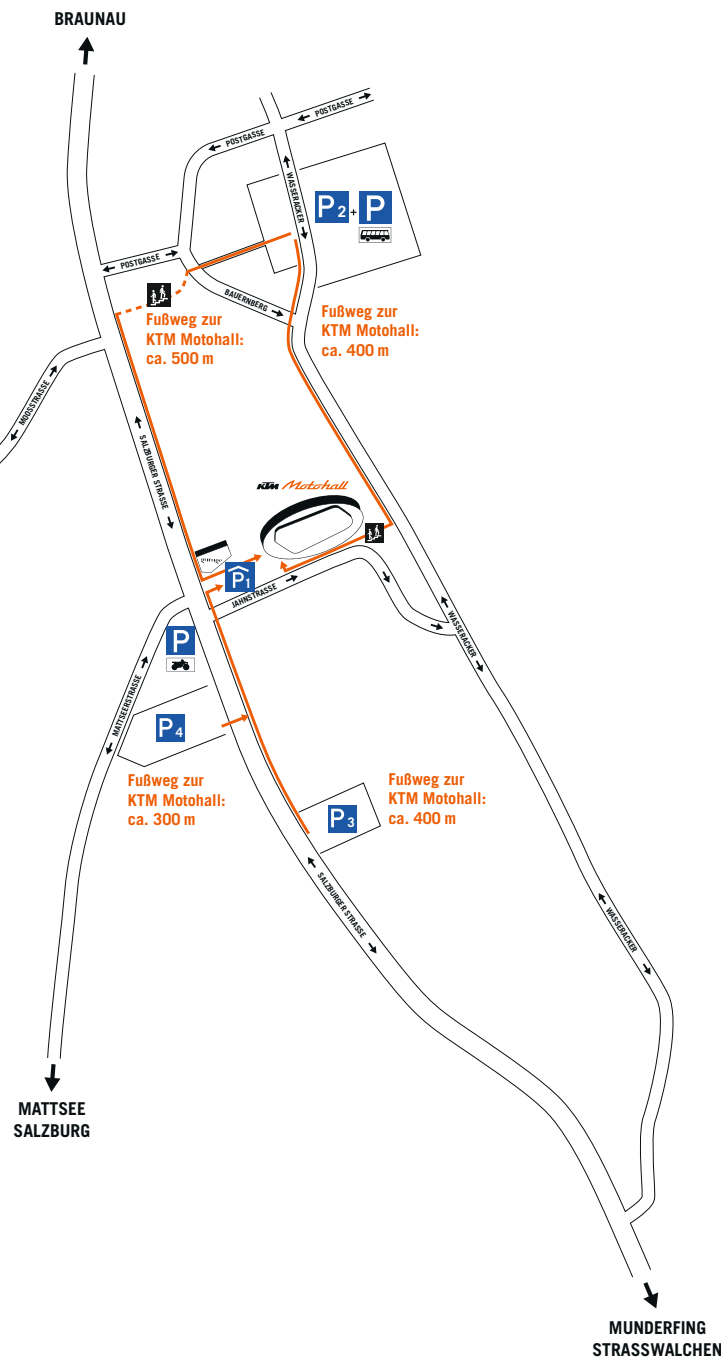 BRAUNAU
POSTGASSE
POSTGASSE
WASSERACKER
P2 + P
POSTGASSE
BAUERNBERG
Fußweg zur
KTM Motohall:
ca. 500 m
Fußweg zur
KTM Motohall:
ca. 400 m
MOOSSTRASSE
SALZBURGER STRASSE
KTM Motohall
P1
JAHNSTRASSE
WASSERACKER
P
MATTSEERSTRASSE
P4
Fußweg zur
KTM Motohall:
ca. 300 m
Fußweg zur
KTM Motohall:
ca. 400 m
P3
SALZBURGER STRASSE
WASSERACKER
MATTSEE
SALZBURG
MUNDERFING
STRASSWALCHEN